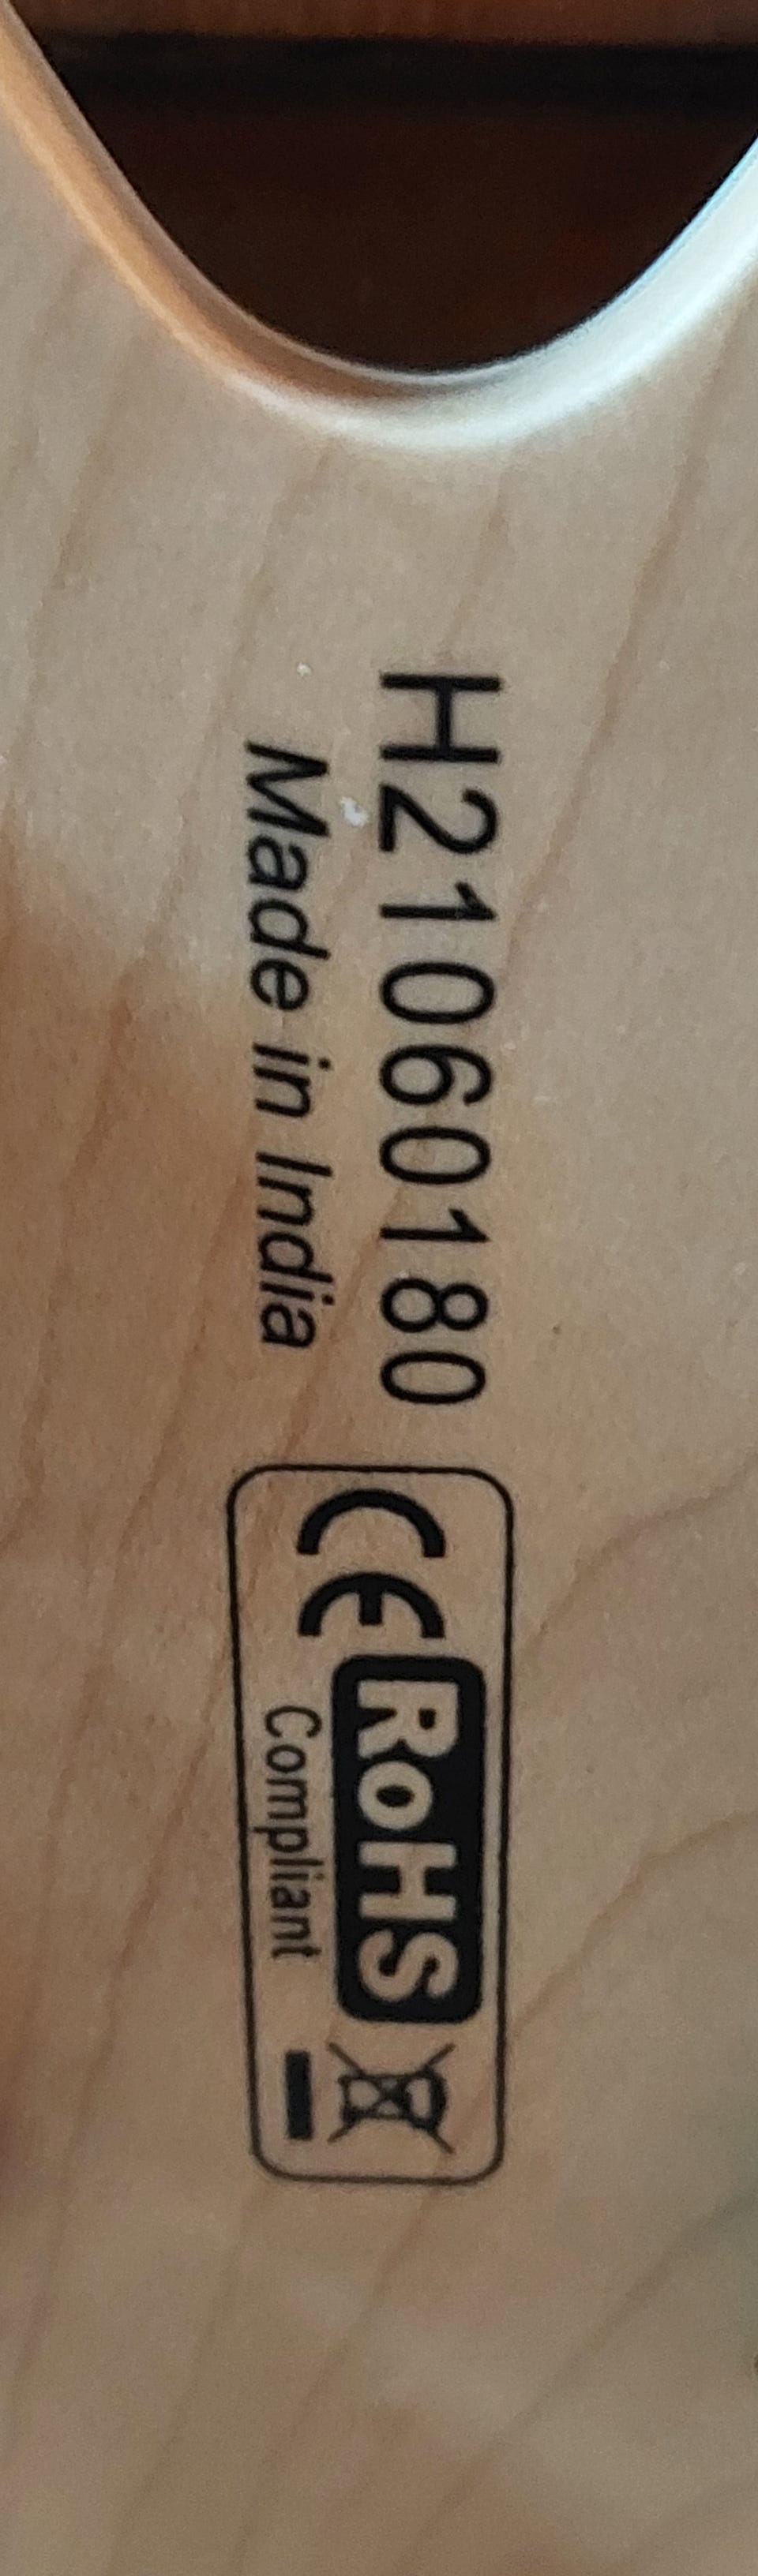 H21060180
Made in India
CE RoHS
Compliant